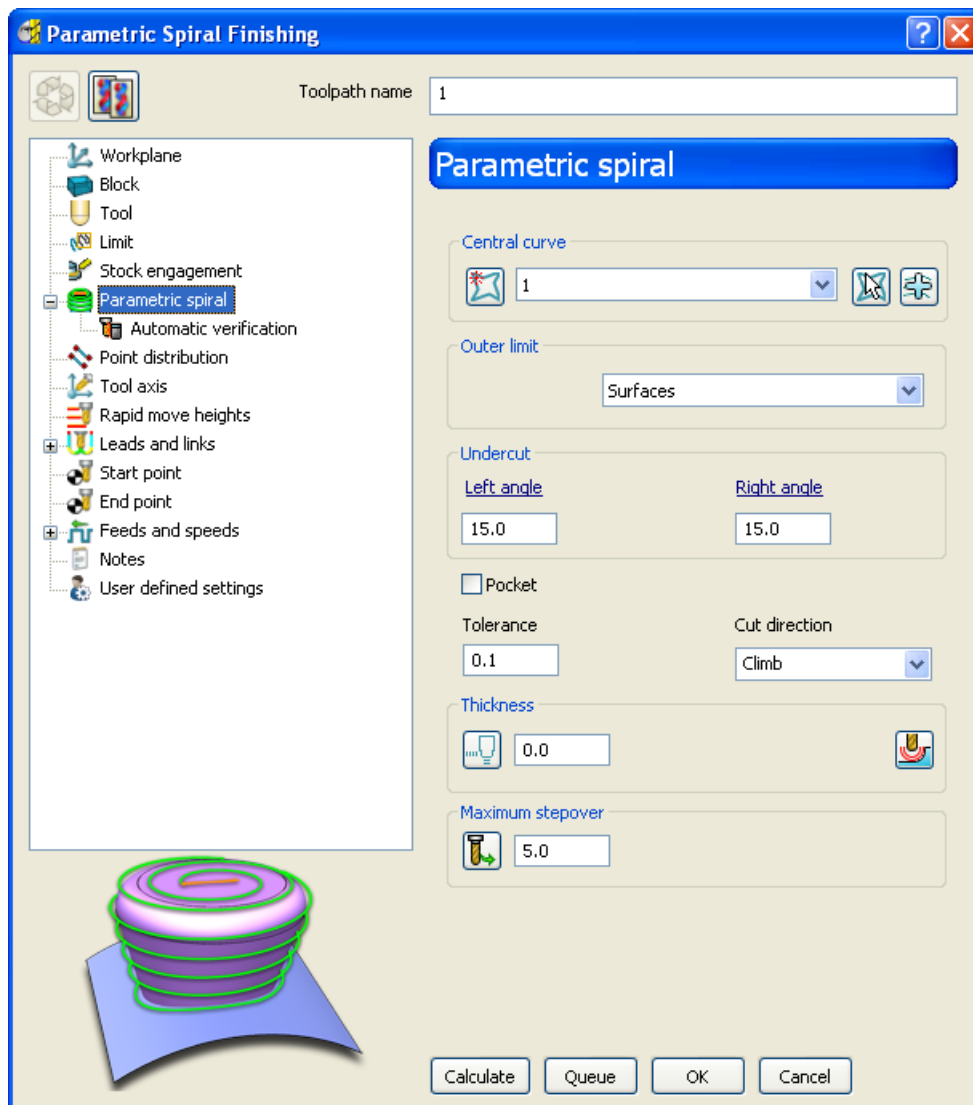 Parametric Spiral Finishing
Toolpath name 1
Workplane
Block
Tool
Limit
Stock engagement
Parametric spiral
Automatic verification
Point distribution
Tool axis
Rapid move heights
Leads and links
Start point
End point
Feeds and speeds
Notes
User defined settings
Parametric spiral
Central curve
1
Outer limit
Surfaces
Undercut
Left angle Right angle
15.0 15.0
Pocket
Tolerance Cut direction
0.1 Climb
Thickness
0.0
Maximum stepover
5.0
Calculate Queue OK Cancel